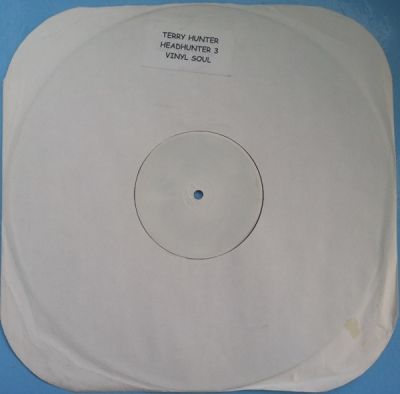 TERRY HUNTER
HEADHUNTER 3
VINYL SOUL